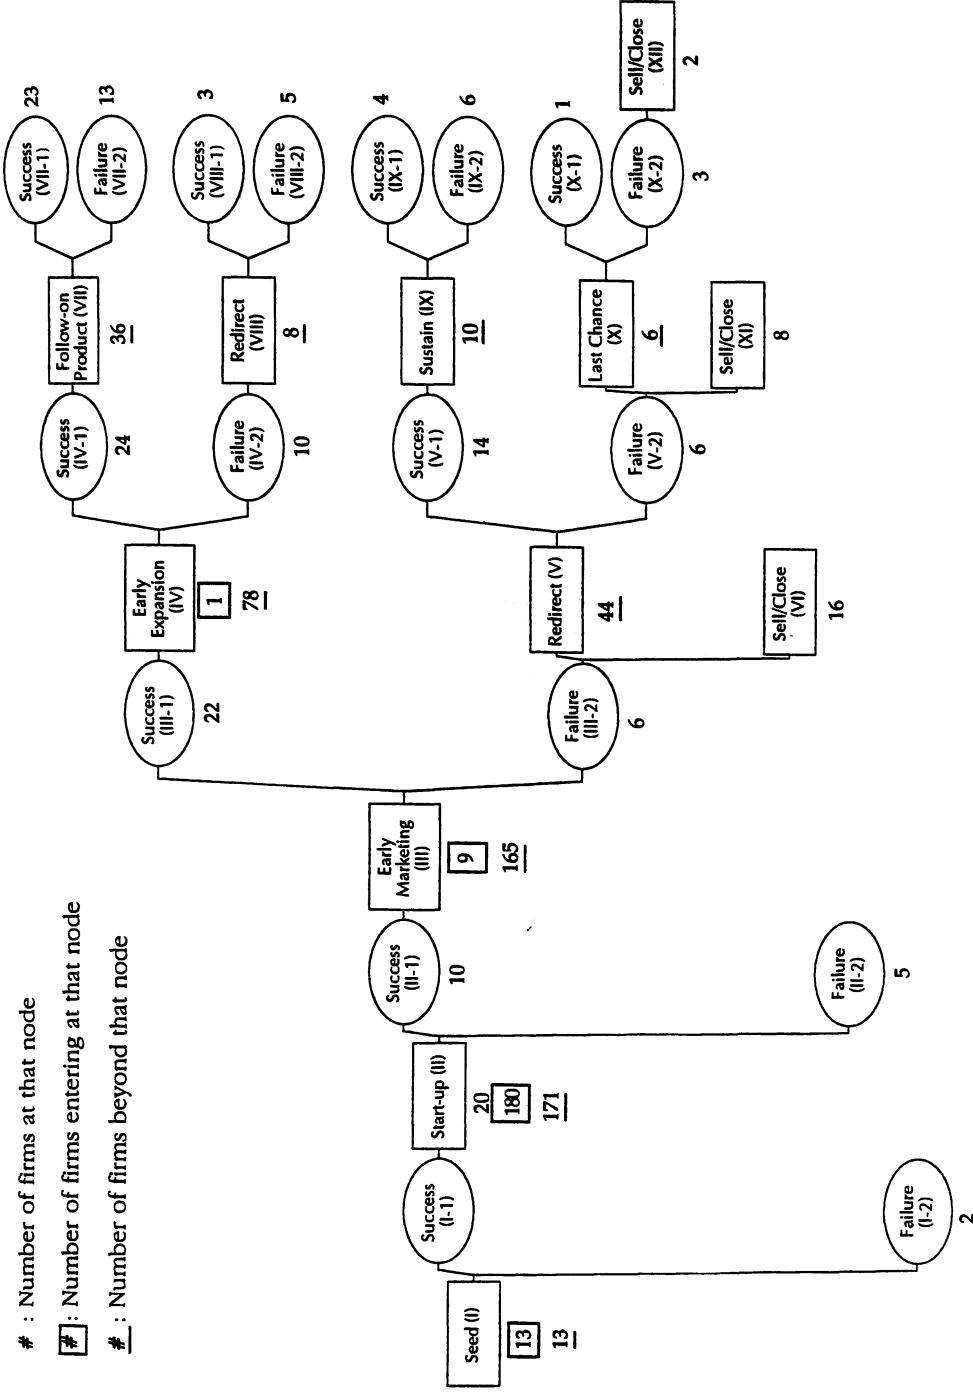 # : Number of firms at that node
# : Number of firms entering at that node
# : Number of firms beyond that node
Seed (I)
13
13
Success
(I-1)
Failure
(I-2)
2
Start-up (II)
20
180
171
Success
(II-1)
10
Failure
(II-2)
5
Early
Marketing
(III)
9
165
Success
(III-1)
22
Failure
(III-2)
6
Early
Expansion
(IV)
1
78
Redirect (V)
44
Sell/Close
(VI)
16
Success
(IV-1)
24
Failure
(IV-2)
10
Success
(V-1)
14
Failure
(V-2)
6
Follow-on
Product (VII)
36
Redirect
(VIII)
8
Sustain (IX)
10
Last Chance
(X)
6
Sell/Close
(XI)
8
Success
(VII-1)
23
Failure
(VII-2)
13
Success
(VIII-1)
3
Failure
(VIII-2)
5
Success
(IX-1)
4
Failure
(IX-2)
6
Success
(X-1)
1
Failure
(X-2)
3
Sell/Close
(XII)
2